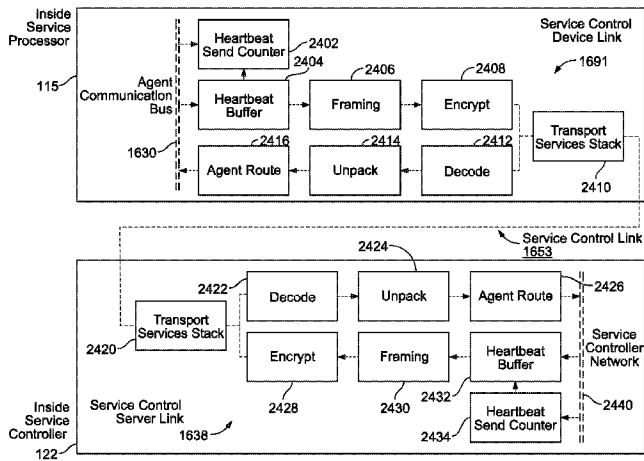 Inside
Service
Processor
115
Heartbeat
Send Counter
2402
2404
2406
2408
Service Control
Device Link
1691
Agent
Communication
Bus
1630
Heartbeat
Buffer
Framing
Encrypt
2416
2414
2412
Agent Route
Unpack
Decode
Transport
Services Stack
2410
2424
Service Control Link
1653
2422
2426
Decode
Unpack
Agent Route
Transport
Services Stack
2420
Encrypt
Framing
Heartbeat
Buffer
Service
Controller
Network
2428
2430
2432
2440
Inside
Service
Controller
122
Service Control
Server Link
1638
2434
Heartbeat
Send Counter